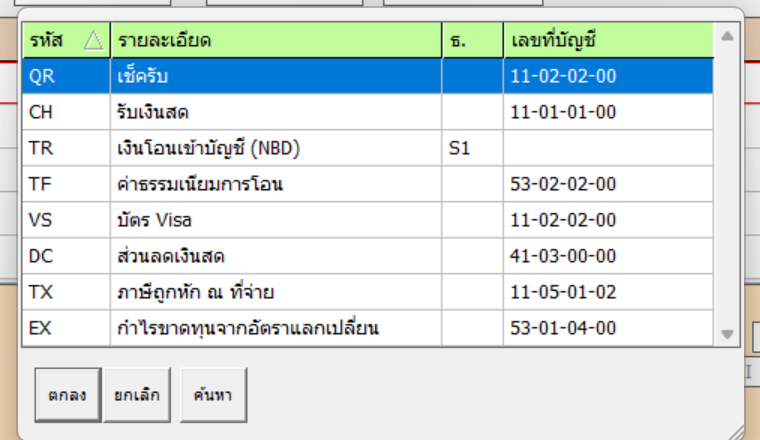 รหัส รายละเอียด ธ. เลขที่บัญชี
QR เช็ครับ 11-02-02-00
CH รับเงินสด 11-01-01-00
TR เงินโอนเข้าบัญชี (NBD) S1
TF ค่าธรรมเนียมการโอน 53-02-02-00
VS บัตร Visa 11-02-02-00
DC ส่วนลดเงินสด 41-03-00-00
TX ภาษีถูกหัก ณ ที่จ่าย 11-05-01-02
EX กำไรขาดทุนจากอัตราแลกเปลี่ยน 53-01-04-00
ตกลง ยกเลิก ค้นหา